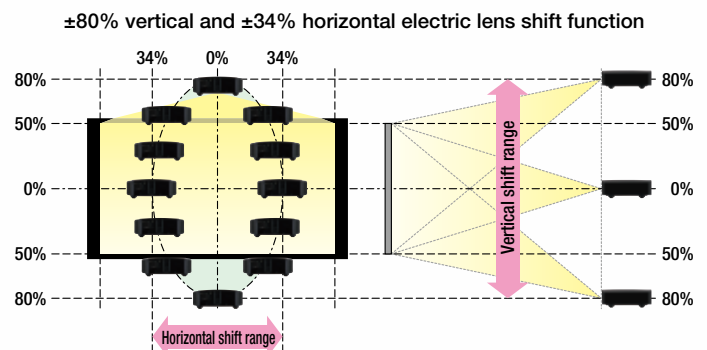 ±80% vertical and ±34% horizontal electric lens shift function
34% 0% 34%
80% 80%
50% 50%
0% 0%
50% 50%
80% 80%
Vertical shift range
Horizontal shift range